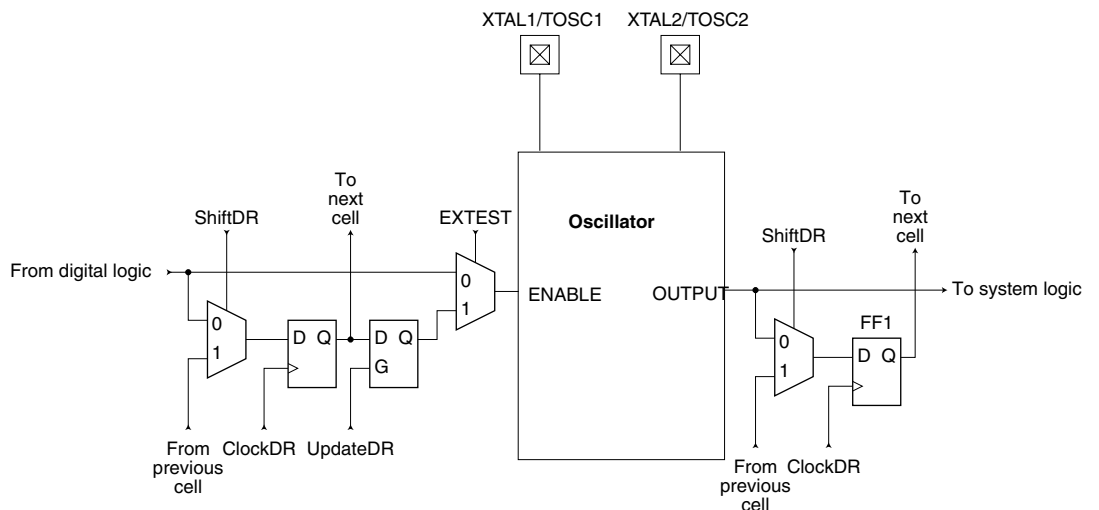 XTAL1/TOSC1
XTAL2/TOSC2
To
next
cell
ShiftDR
EXTEST
From digital logic
0
1
D Q
D Q
G
0
1
From
previous
cell
ClockDR
UpdateDR
Oscillator
ENABLE
OUTPUT
To
next
cell
ShiftDR
To system logic
FF1
0
1
D Q
From
previous
cell
ClockDR